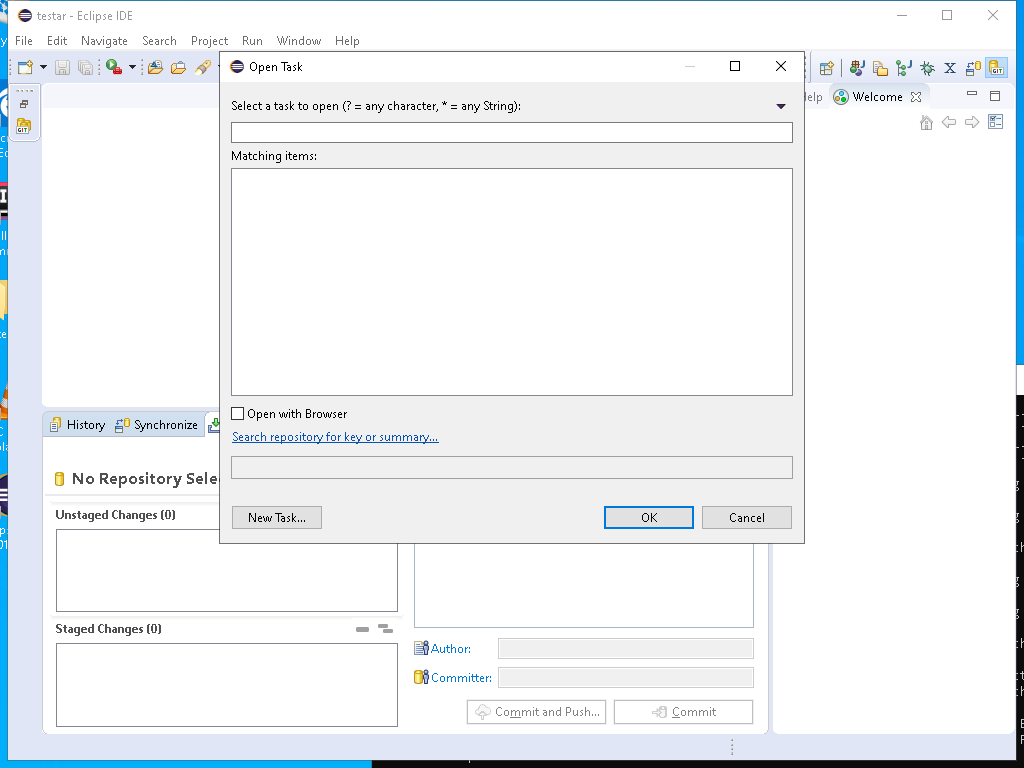 testar - Eclipse IDE
File Edit Navigate Search Project Run Window Help
Open Task
Select a task to open (? = any character, * = any String):
elp Welcome
Matching items:
Open with Browser
Search repository for key or summary...
New Task... OK Cancel
History Synchronize
No Repository Sele
Unstaged Changes (0)
Staged Changes (0)
Author:
Committer:
Commit and Push... Commit